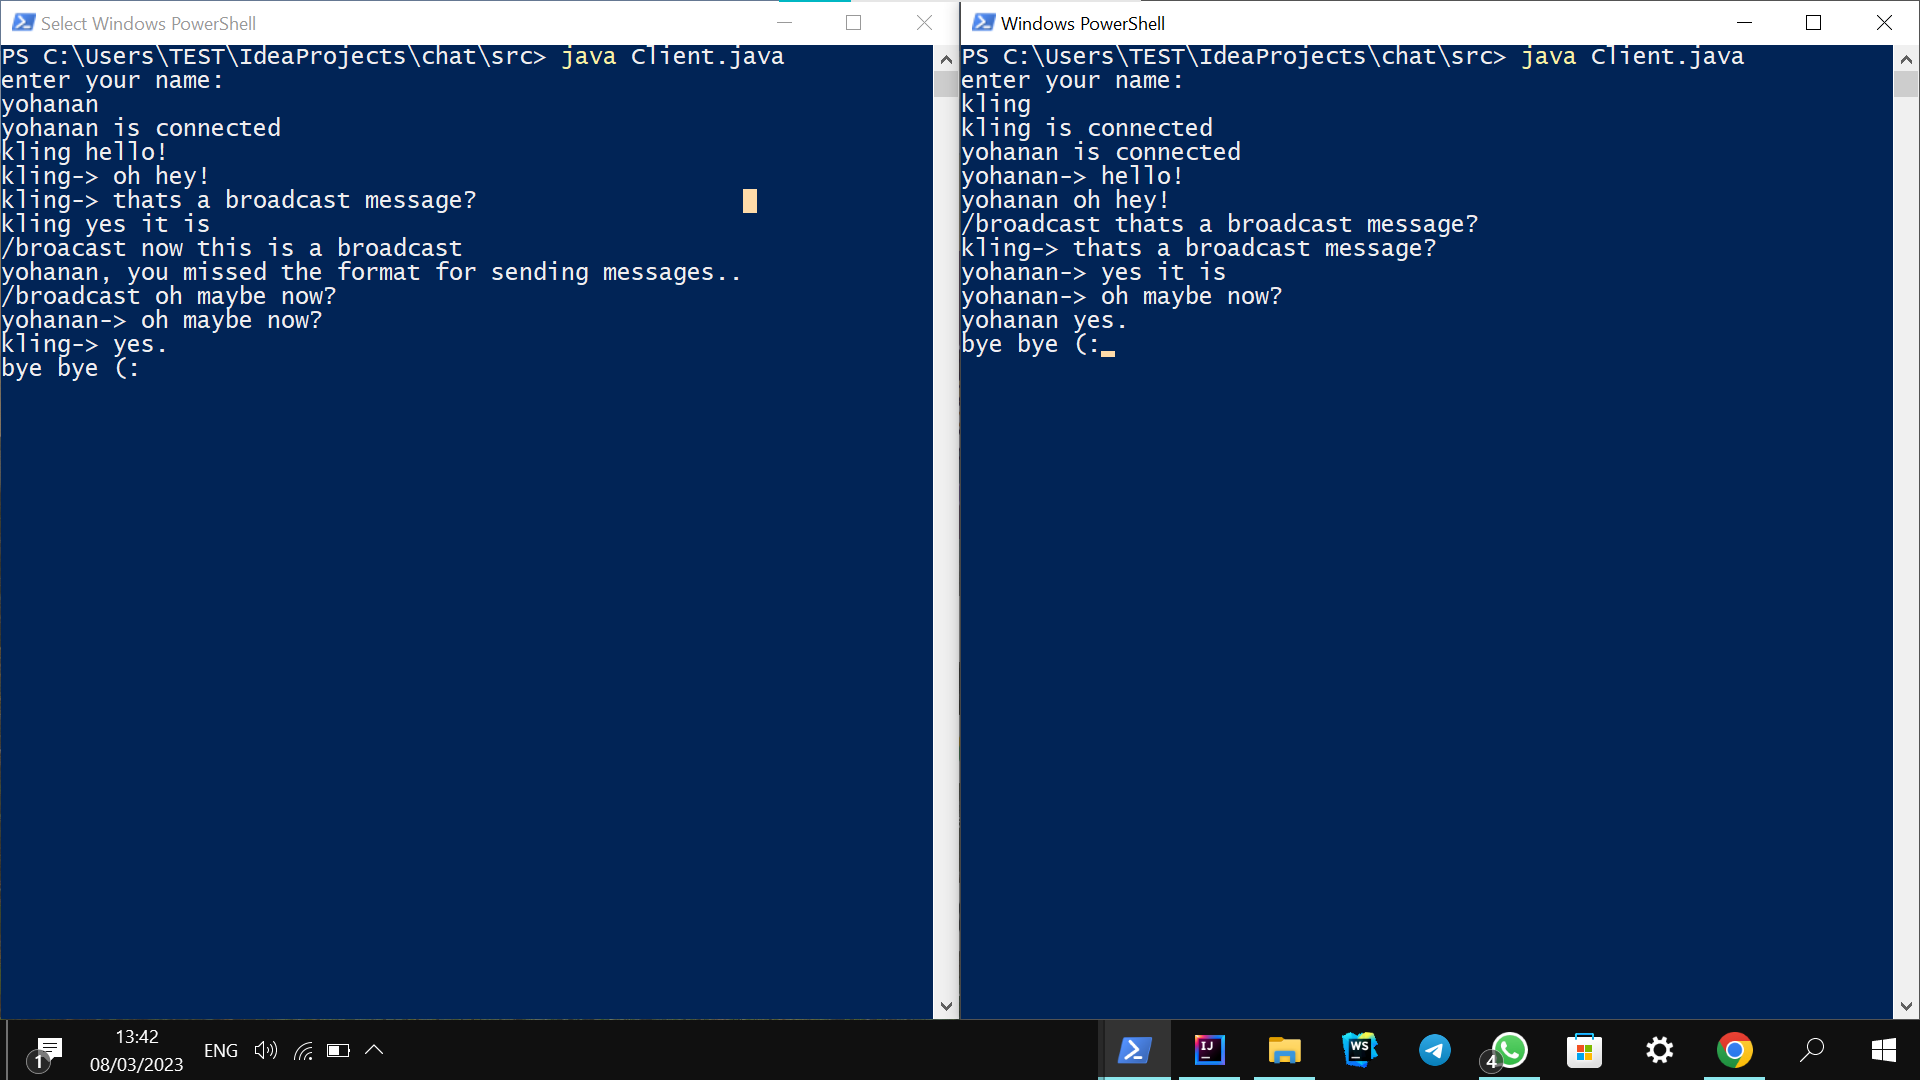 Select Windows PowerShell
PS C:\Users\TEST\IdeaProjects\chat\src> java Client.java
enter your name:
yohanan
yohanan is connected
kling hello!
kling-> oh hey!
kling-> thats a broadcast message?
kling yes it is
/broacast now this is a broadcast
yohanan, you missed the format for sending messages..
/broadcast oh maybe now?
yohanan-> oh maybe now?
kling-> yes.
bye bye (:
Windows PowerShell
PS C:\Users\TEST\IdeaProjects\chat\src> java Client.java
enter your name:
kling
kling is connected
yohanan is connected
yohanan-> hello!
yohanan oh hey!
/broadcast thats a broadcast message?
kling-> thats a broadcast message?
yohanan-> yes it is
yohanan-> oh maybe now?
yohanan yes.
bye bye (:
1
13:42
08/03/2023
ENG
IJ
WS
4